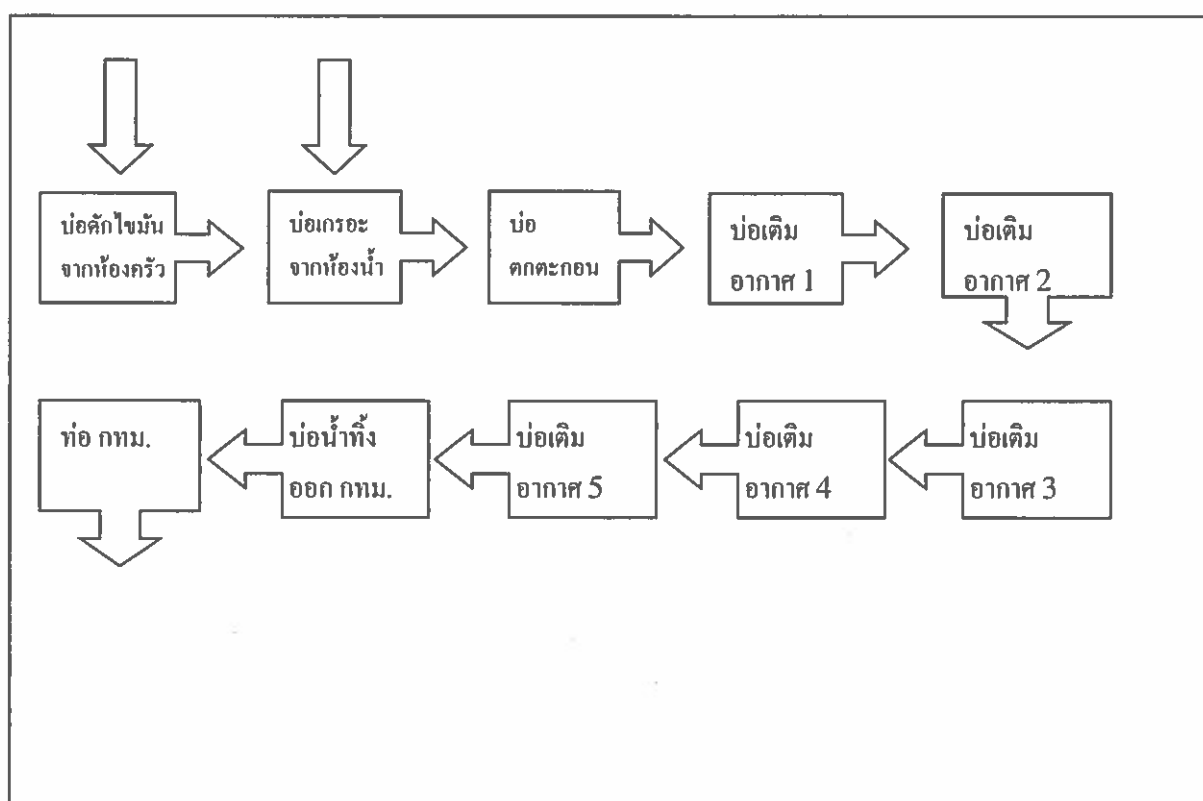 บ่อดักไขมัน
จากห้องครัว
บ่อเกรอะ
จากห้องน้ำ
บ่อ
ตกตะกอน
บ่อเติม
อากาศ 1
บ่อเติม
อากาศ 2
ท่อ กทม.
บ่อน้ำทิ้ง
ออก กทม.
บ่อเติม
อากาศ 5
บ่อเติม
อากาศ 4
บ่อเติม
อากาศ 3